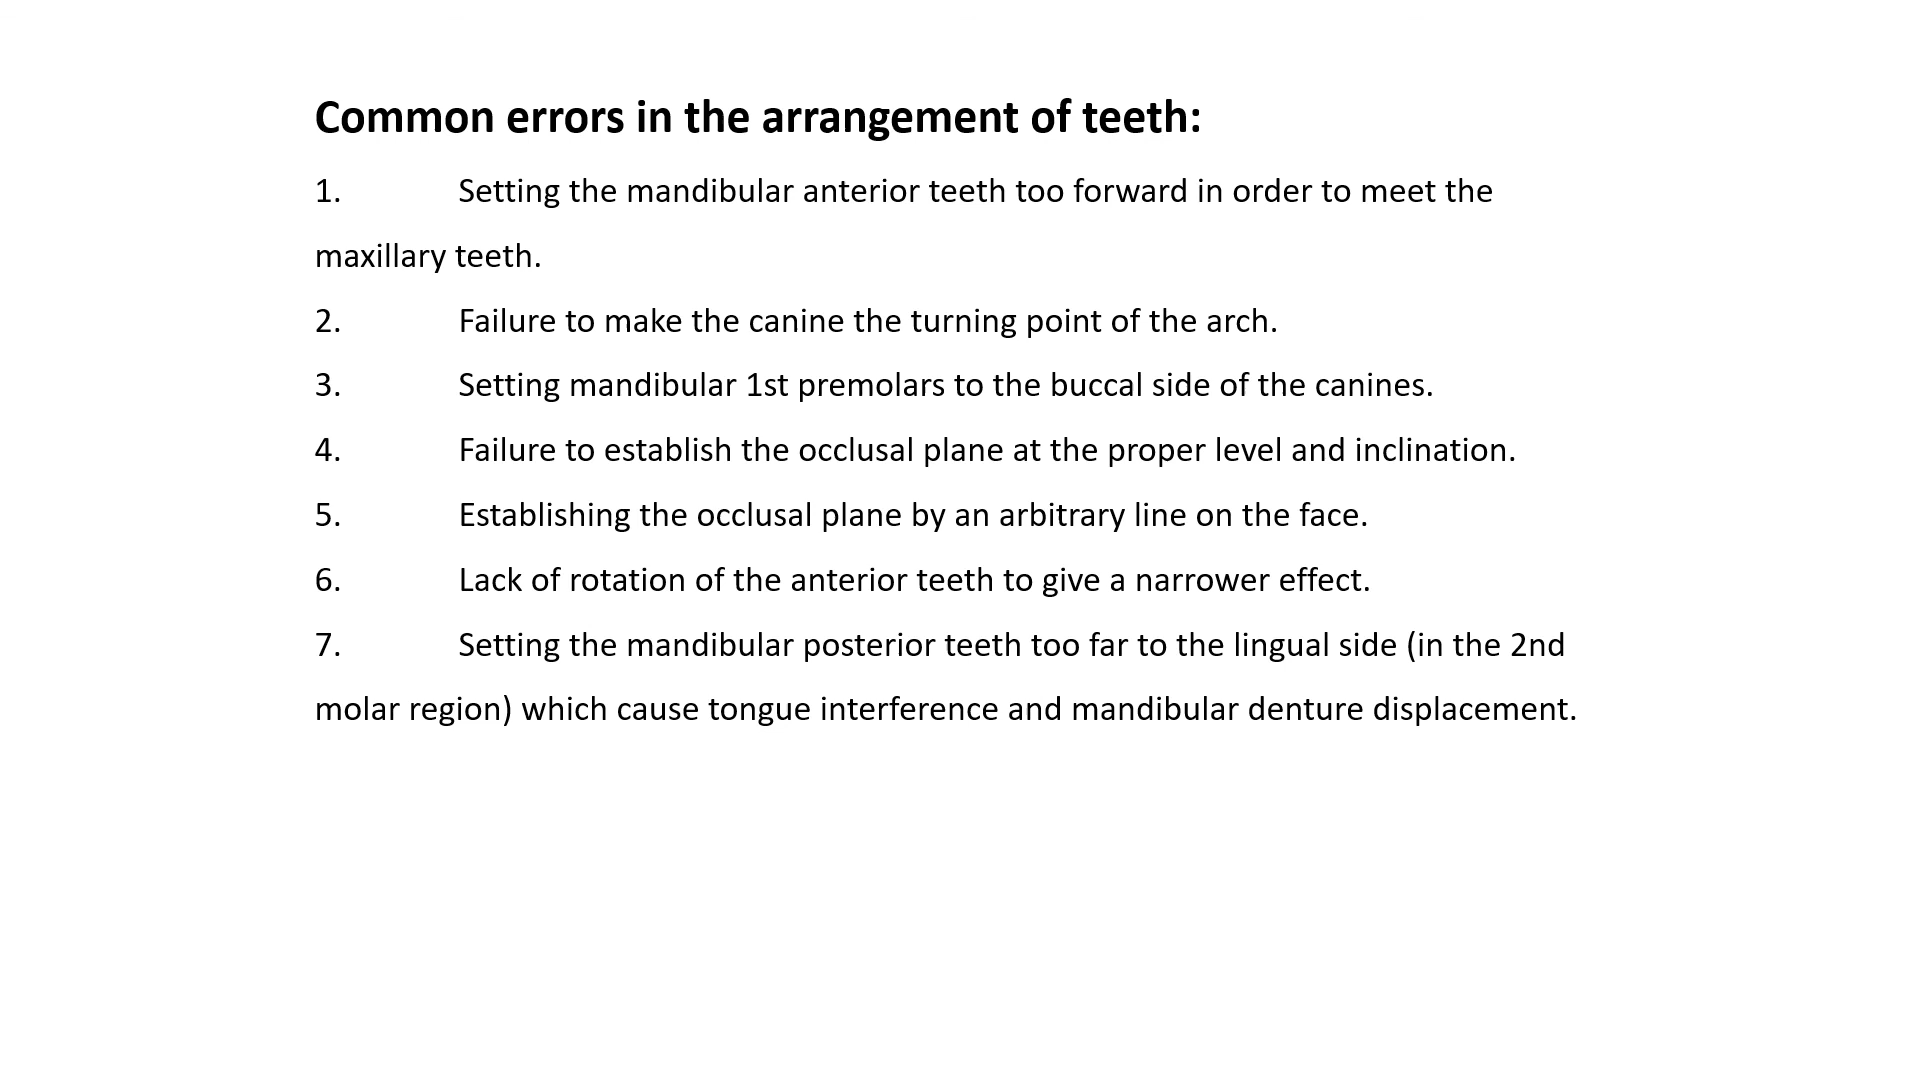 Common errors in the arrangement of teeth:
1. Setting the mandibular anterior teeth too forward in order to meet the
maxillary teeth.
2. Failure to make the canine the turning point of the arch.
3. Setting mandibular 1st premolars to the buccal side of the canines.
4. Failure to establish the occlusal plane at the proper level and inclination.
5. Establishing the occlusal plane by an arbitrary line on the face.
6. Lack of rotation of the anterior teeth to give a narrower effect.
7. Setting the mandibular posterior teeth too far to the lingual side (in the 2nd
molar region) which cause tongue interference and mandibular denture displacement.